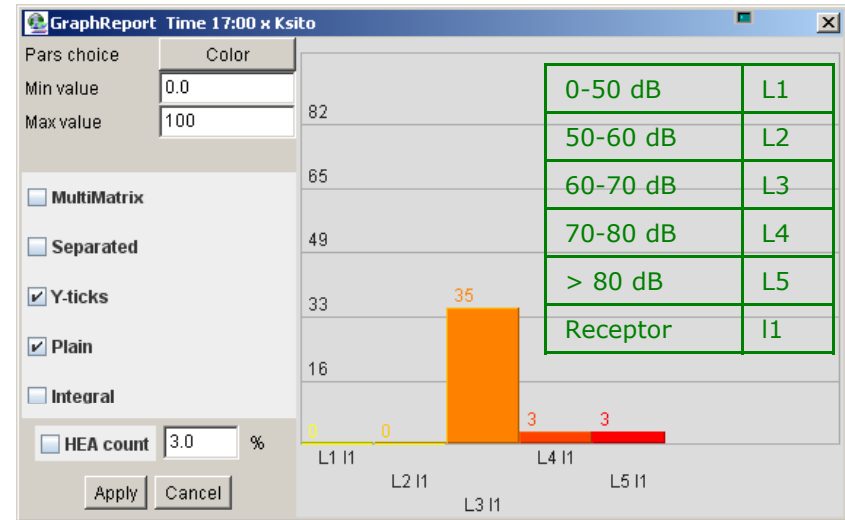 GraphReport Time 17:00 x Ksito
Pars choice Color
Min value 0.0
Max value 100
MultiMatrix
Separated
Y-ticks
Plain
Integral
HEA count 3.0 %
Apply Cancel
82
65
49
33
16
0 0 35 3 3
L1 l1
L2 l1
L3 l1
L4 l1
L5 l1
0-50 dB L1
50-60 dB L2
60-70 dB L3
70-80 dB L4
> 80 dB L5
Receptor l1